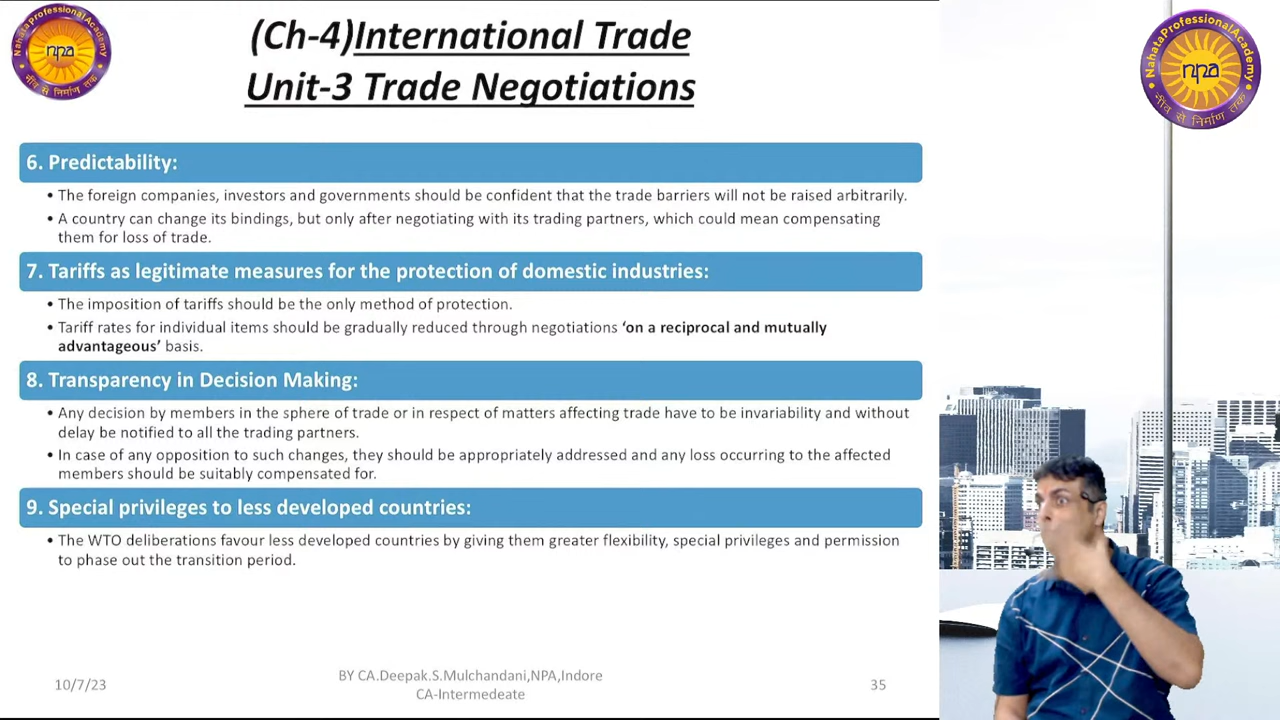 (Ch-4)International Trade
Unit-3 Trade Negotiations
NahataProfessionalAcademy
npa
नींव से निर्माण तक
NahataProfessionalAcademy
npa
नींव से निर्माण तक
6. Predictability:
• The foreign companies, investors and governments should be confident that the trade barriers will not be raised arbitrarily.
• A country can change its bindings, but only after negotiating with its trading partners, which could mean compensating
them for loss of trade.
7. Tariffs as legitimate measures for the protection of domestic industries:
• The imposition of tariffs should be the only method of protection.
• Tariff rates for individual items should be gradually reduced through negotiations ‘on a reciprocal and mutually
advantageous’ basis.
8. Transparency in Decision Making:
• Any decision by members in the sphere of trade or in respect of matters affecting trade have to be invariability and without
delay be notified to all the trading partners.
• In case of any opposition to such changes, they should be appropriately addressed and any loss occurring to the affected
members should be suitably compensated for.
9. Special privileges to less developed countries:
• The WTO deliberations favour less developed countries by giving them greater flexibility, special privileges and permission
to phase out the transition period.
10/7/23
BY CA.Deepak.S.Mulchandani,NPA,Indore
CA-Intermedeate
35